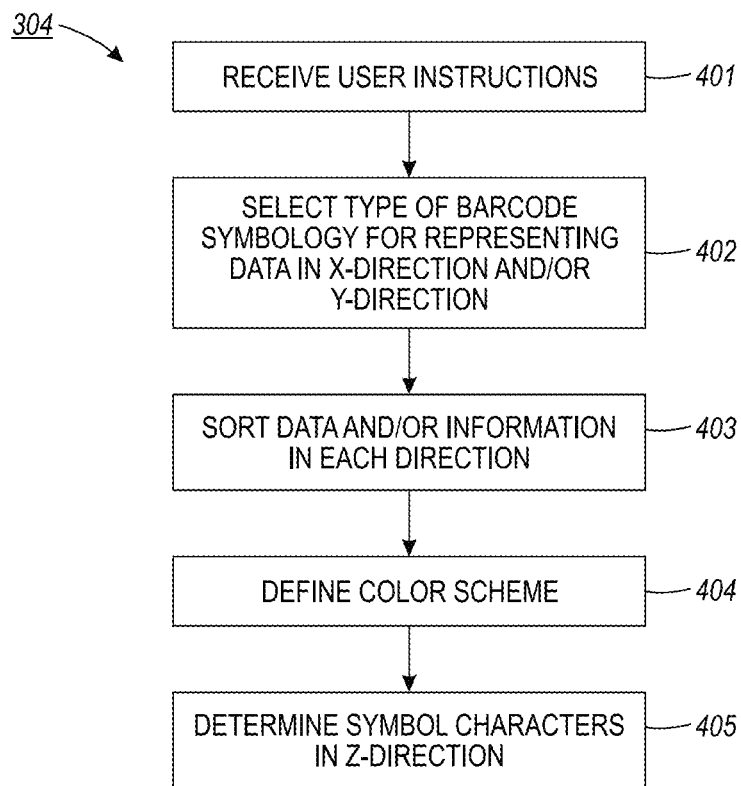 304
RECEIVE USER INSTRUCTIONS
401
SELECT TYPE OF BARCODE
SYMBOLOGY FOR REPRESENTING
DATA IN X-DIRECTION AND/OR
Y-DIRECTION
402
SORT DATA AND/OR INFORMATION
IN EACH DIRECTION
403
DEFINE COLOR SCHEME
404
DETERMINE SYMBOL CHARACTERS
IN Z-DIRECTION
405